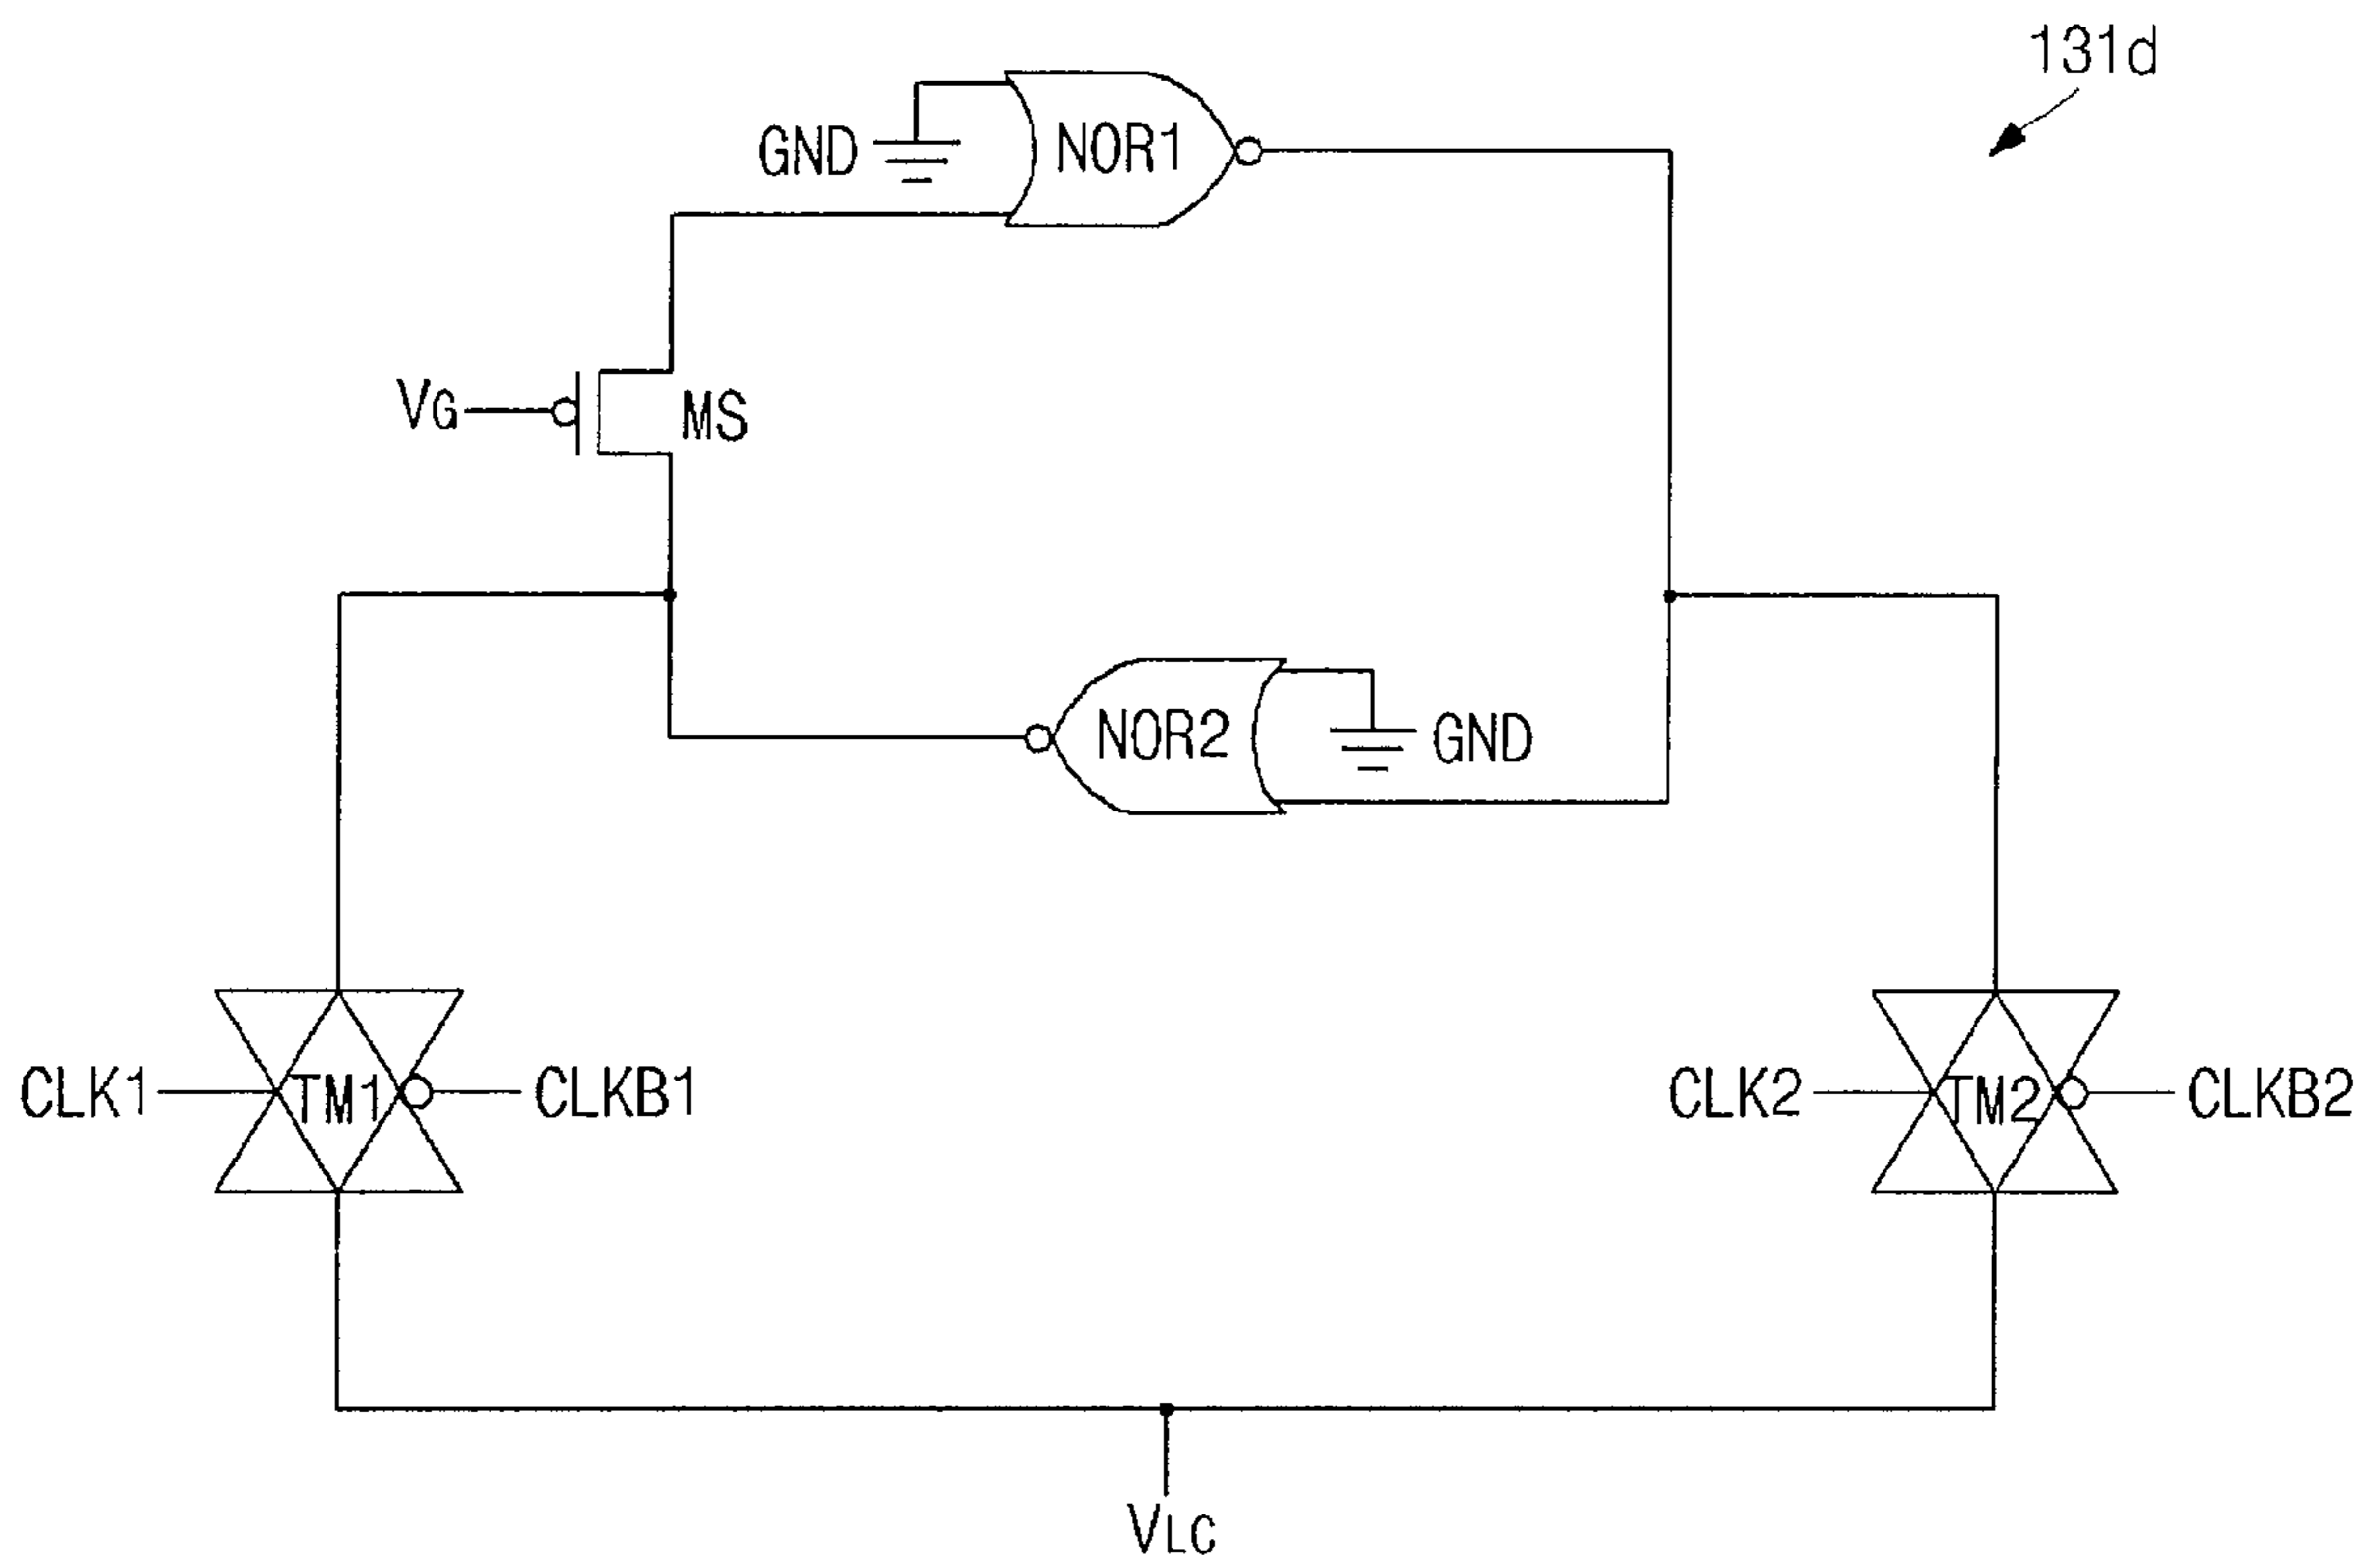 131d
GND
NOR1
VG
MS
NOR2
GND
CLK1
TM1
CLKB1
CLK2
TM2
CLKB2
VLC